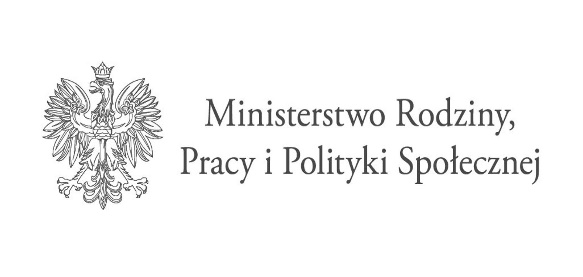 Ministerstwo Rodziny,
Pracy i Polityki Społecznej